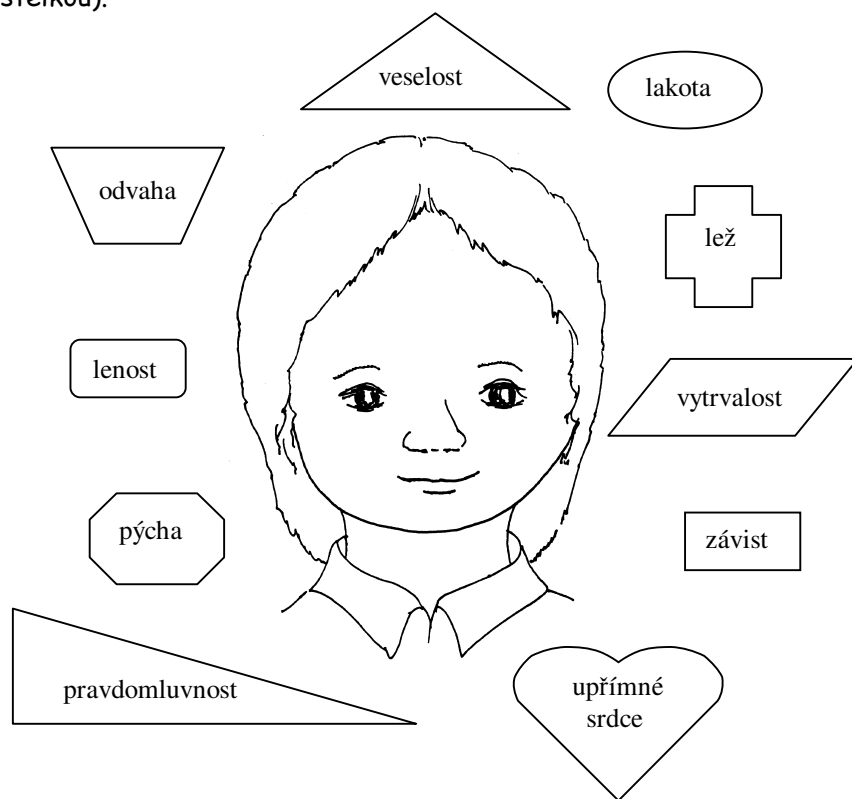 veselost
lakota
odvaha
lež
lenost
vytrvalost
pýcha
závist
pravdomluvnost
upřímné
srdce